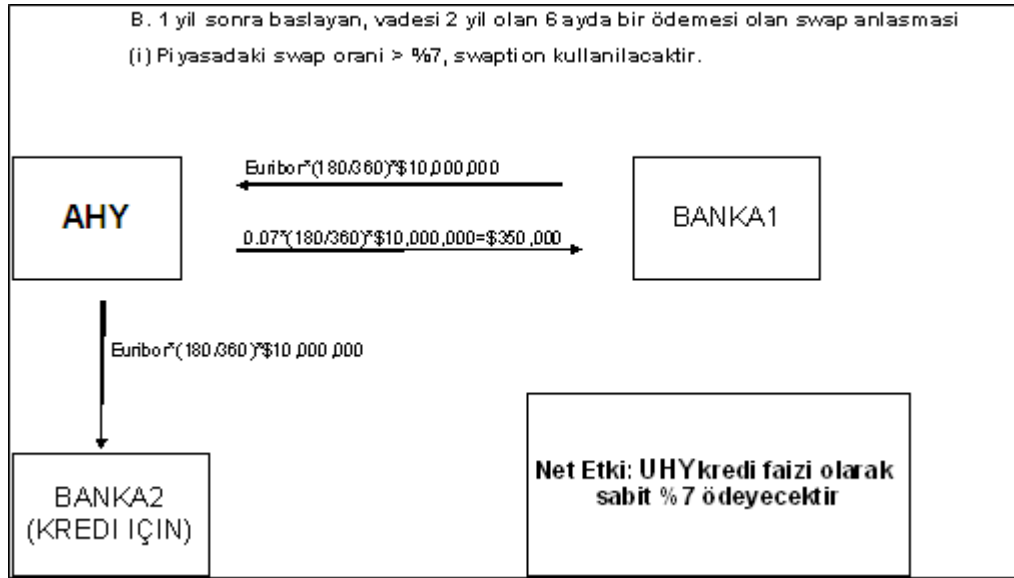 B. 1 yil sonra baslayan, vadesi 2 yil olan 6 ayda bir ödemesi olan swap anlasmasi
(i) Piyasadaki swap orani > %7, swaption kullanilacaktir.
Euribor*(180/360)*$10,000,000
AHY
BANKA1
0.07*(180/360)*$10,000,000=$350,000
Euribor*(180/360)*$10,000,000
Net Etki: UHY kredi faizi olarak
sabit %7 ödeyecektir
BANKA2
(KREDI IÇIN)